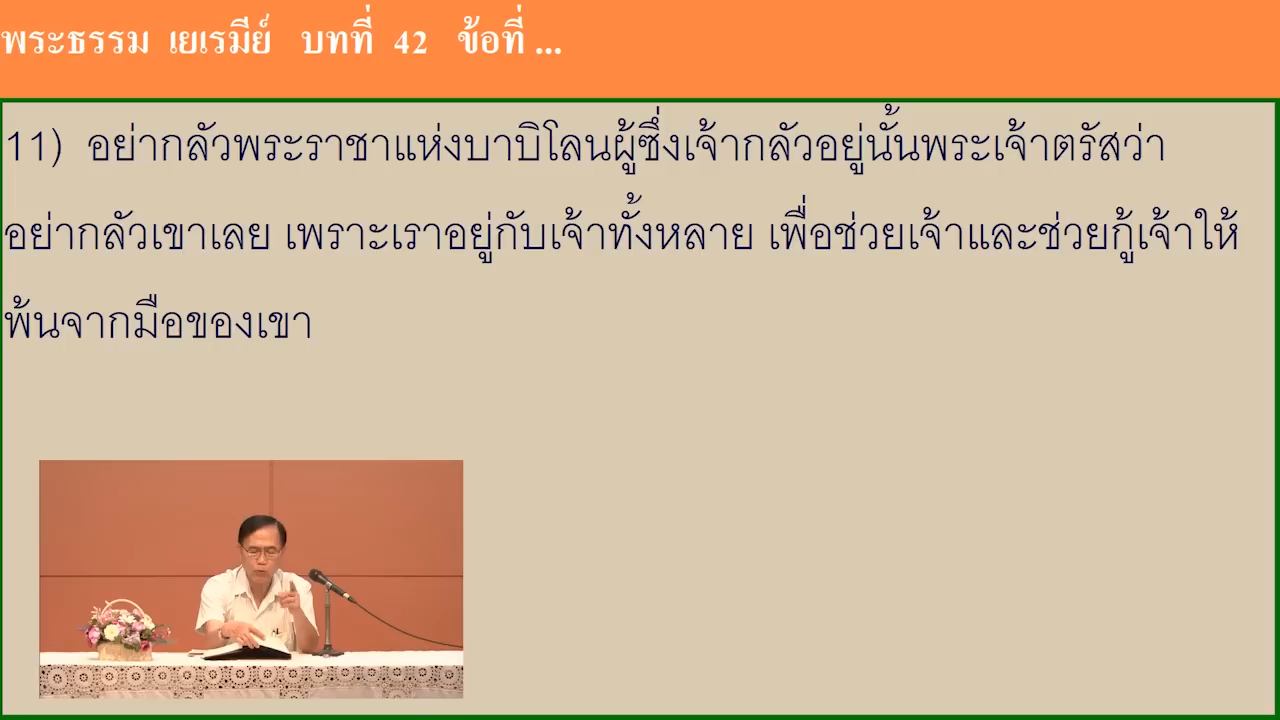 พระธรรม เยเรมีย์ บทที่ 42 ข้อที่ ...
11) อย่ากลัวพระราชาแห่งบาบิโลนผู้ซึ่งเจ้ากลัวอยู่นั้นพระเจ้าตรัสว่า
อย่ากลัวเขาเลย เพราะเราอยู่กับเจ้าทั้งหลาย เพื่อช่วยเจ้าและช่วยกู้เจ้าให้
พ้นจากมือของเขา